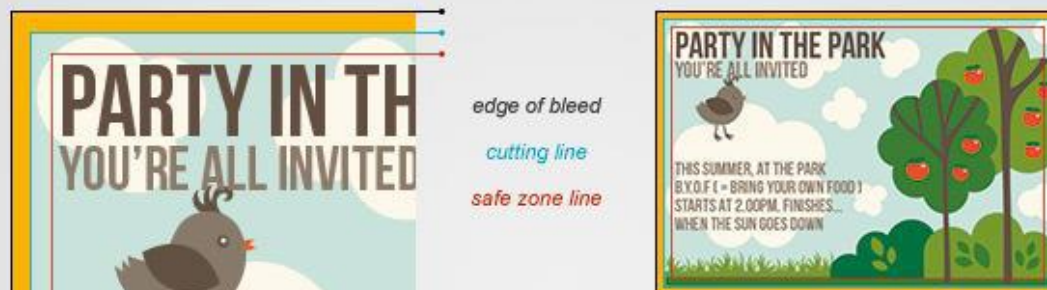 PARTY IN TH
YOU'RE ALL INVITED
edge of bleed
cutting line
safe zone line
PARTY IN THE PARK
YOU'RE ALL INVITED
THIS SUMMER, AT THE PARK
B.Y.O.F ( = BRING YOUR OWN FOOD )
STARTS AT 2.00PM, FINISHES...
WHEN THE SUN GOES DOWN